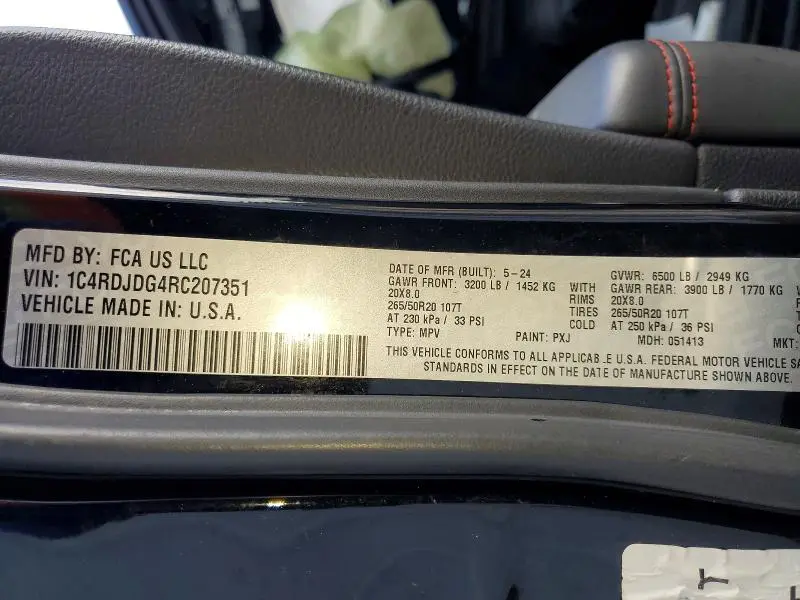 MFD BY: FCA US LLC
VIN: 1C4RDJDG4RC207351
VEHICLE MADE IN: U.S.A.
DATE OF MFR (BUILT): 5-24
GAWR FRONT: 3200 LB / 1452 KG WITH
20X8.0 RIMS
265/50R20 107T TIRES
AT 230 kPa / 33 PSI COLD
TYPE: MPV PAINT: PXJ
GVWR: 6500 LB / 2949 KG
GAWR REAR: 3900 LB / 1770 KG
20X8.0
265/50R20 107T
AT 250 kPa / 36 PSI
MDH: 051413 MKT:
THIS VEHICLE CONFORMS TO ALL APPLICAB.E U.S.A. FEDERAL MOTOR VEHICLE SA
STANDARDS IN EFFECT ON THE DATE OF MANUFACTURE SHOWN ABOVE.